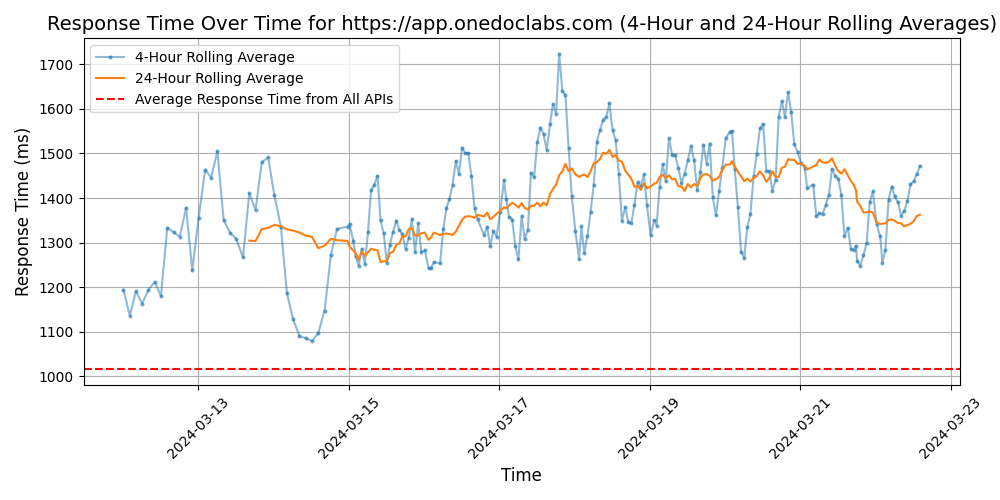 Response Time Over Time for https://app.onedoclabs.com (4-Hour and 24-Hour Rolling Averages)
4-Hour Rolling Average
24-Hour Rolling Average
Average Response Time from All APIs
Response Time (ms)
1700
1600
1500
1400
1300
1200
1100
1000
2024-03-13
2024-03-15
2024-03-17
2024-03-19
2024-03-21
2024-03-23
Time